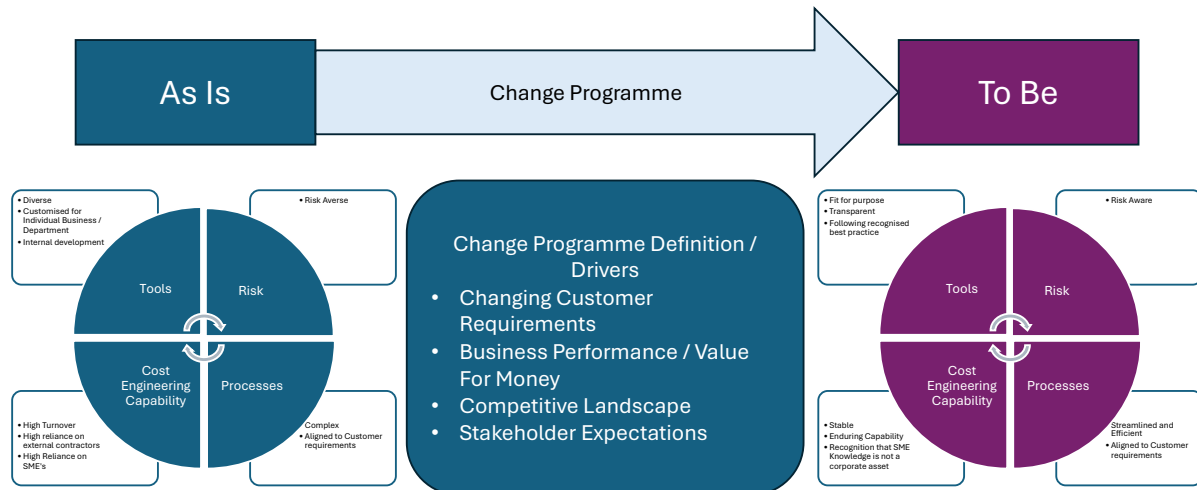 As Is
Change Programme
To Be
• Diverse
• Customised for
Individual Business /
Department
• Internal development
• Risk Averse
Tools
Risk
Cost
Engineering
Capability
Processes
• High Turnover
• High reliance on
external contractors
• High Reliance on
SME's
Complex
• Aligned to Customer
requirements
Change Programme Definition /
Drivers
• Changing Customer
Requirements
• Business Performance / Value
For Money
• Competitive Landscape
• Stakeholder Expectations
• Fit for purpose
• Transparent
• Following recognised
best practice
• Risk Aware
Tools
Risk
Cost
Engineering
Capability
Processes
• Stable
• Enduring Capability
• Recognition that SME
Knowledge is not a
corporate asset
Streamlined and
Efficient
• Aligned to Customer
requirements